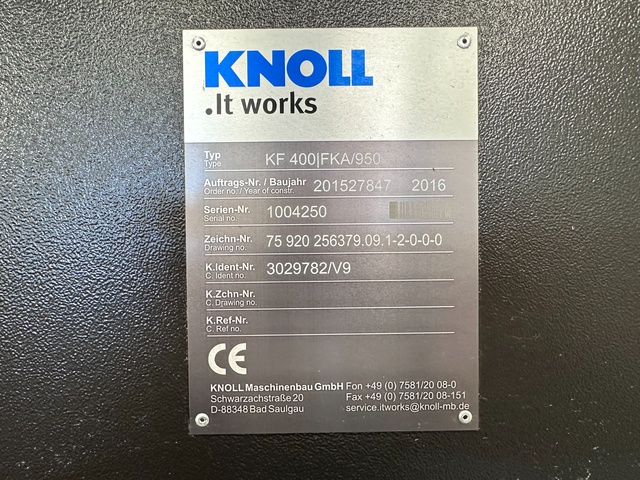 KNOLL
.It works
Typ KF 400|FKA/950
Type
Auftrags-Nr. / Baujahr 201527847 2016
Order no. / Year of constr.
Serien-Nr. 1004250
Serial no.
Zeichn-Nr. 75 920 256379.09.1-2-0-0-0
Drawing no.
K.Ident-Nr. 3029782/V9
C. Ident no.
K.Zchn-Nr.
C. Drawing no.
K.Ref-Nr.
C. Ref no.
CE
KNOLL Maschinenbau GmbH Fon +49 (0) 7581/20 08-0
Schwarzachstraße 20 Fax +49 (0) 7581/20 08-151
D-88348 Bad Saulgau service.itworks@knoll-mb.de